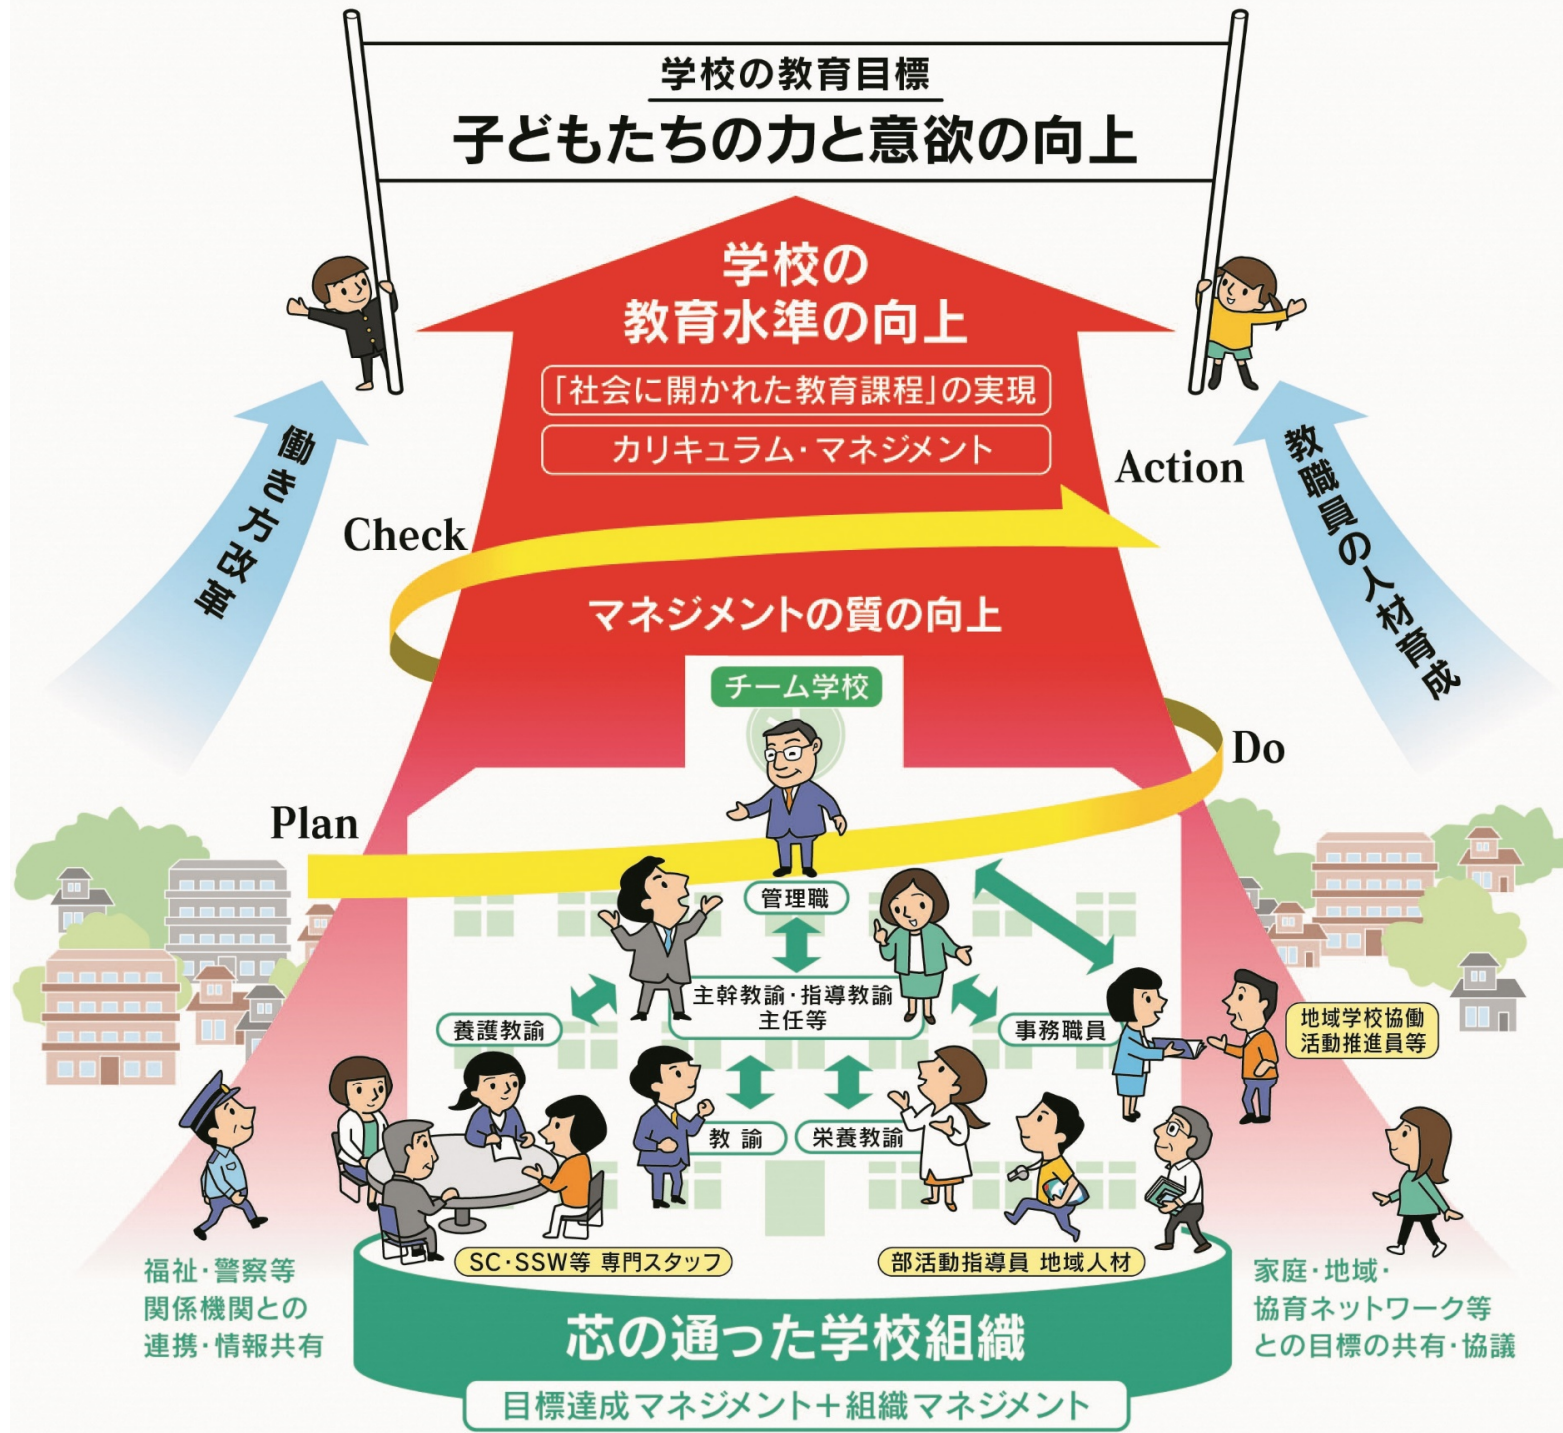 学校の教育目標
子どもたちの力と意欲の向上
学校の
教育水準の向上
「社会に開かれた教育課程」の実現
カリキュラム・マネジメント
働き方改革
教職員の人材育成
Action
Check
マネジメントの質の向上
チーム学校
Do
Plan
管理職
主幹教諭・指導教諭
主任等
養護教諭
事務職員
地域学校協働
活動推進員等
教諭
栄養教諭
SC・SSW等 専門スタッフ
部活動指導員 地域人材
福祉・警察等
関係機関との
連携・情報共有
家庭・地域・
協育ネットワーク等
との目標の共有・協議
芯の通った学校組織
目標達成マネジメント＋組織マネジメント